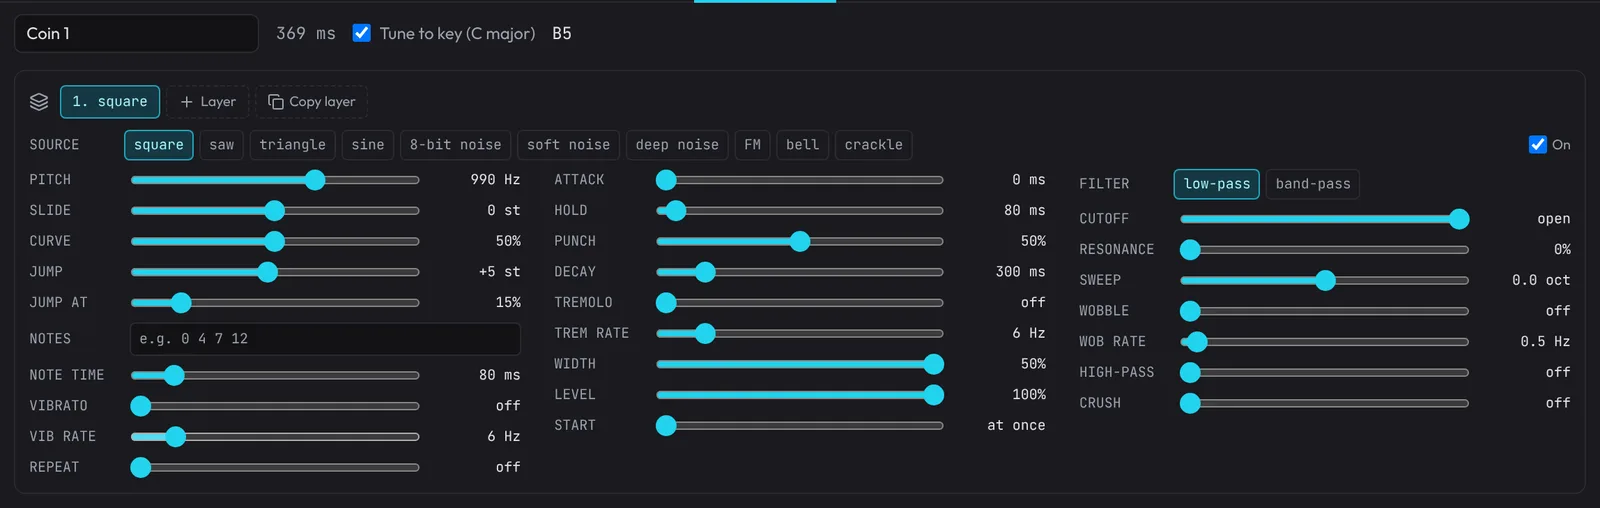 Coin 1 369 ms Tune to key (C major) B5
1. square Layer Copy layer
SOURCE square saw triangle sine 8-bit noise soft noise deep noise FM bell crackle On
PITCH 990 Hz
SLIDE 0 st
CURVE 50%
JUMP +5 st
JUMP AT 15%
NOTES e.g. 0 4 7 12
NOTE TIME 80 ms
VIBRATO off
VIB RATE 6 Hz
REPEAT off
ATTACK 0 ms
HOLD 80 ms
PUNCH 50%
DECAY 300 ms
TREMOLO off
TREM RATE 6 Hz
WIDTH 50%
LEVEL 100%
START at once
FILTER low-pass band-pass
CUTOFF open
RESONANCE 0%
SWEEP 0.0 oct
WOBBLE off
WOB RATE 0.5 Hz
HIGH-PASS off
CRUSH off